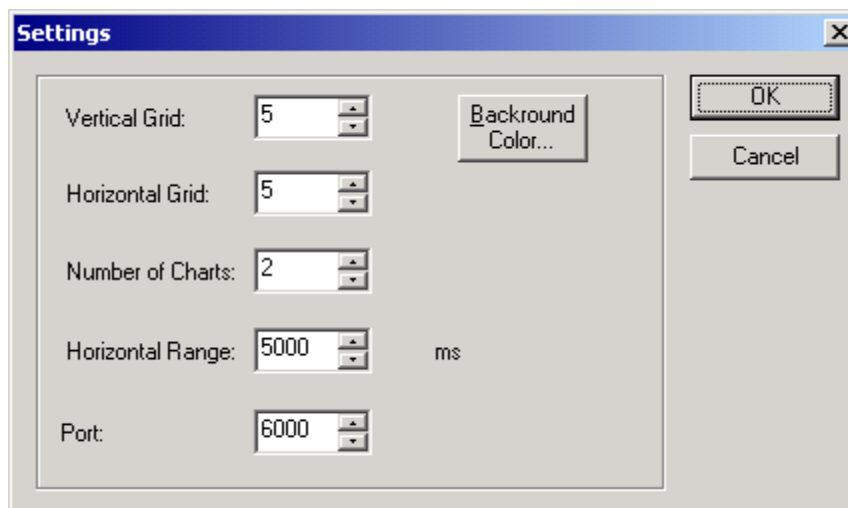 Settings
Vertical Grid: 5
Backround
Color...
OK
Cancel
Horizontal Grid: 5
Number of Charts: 2
Horizontal Range: 5000 ms
Port: 6000